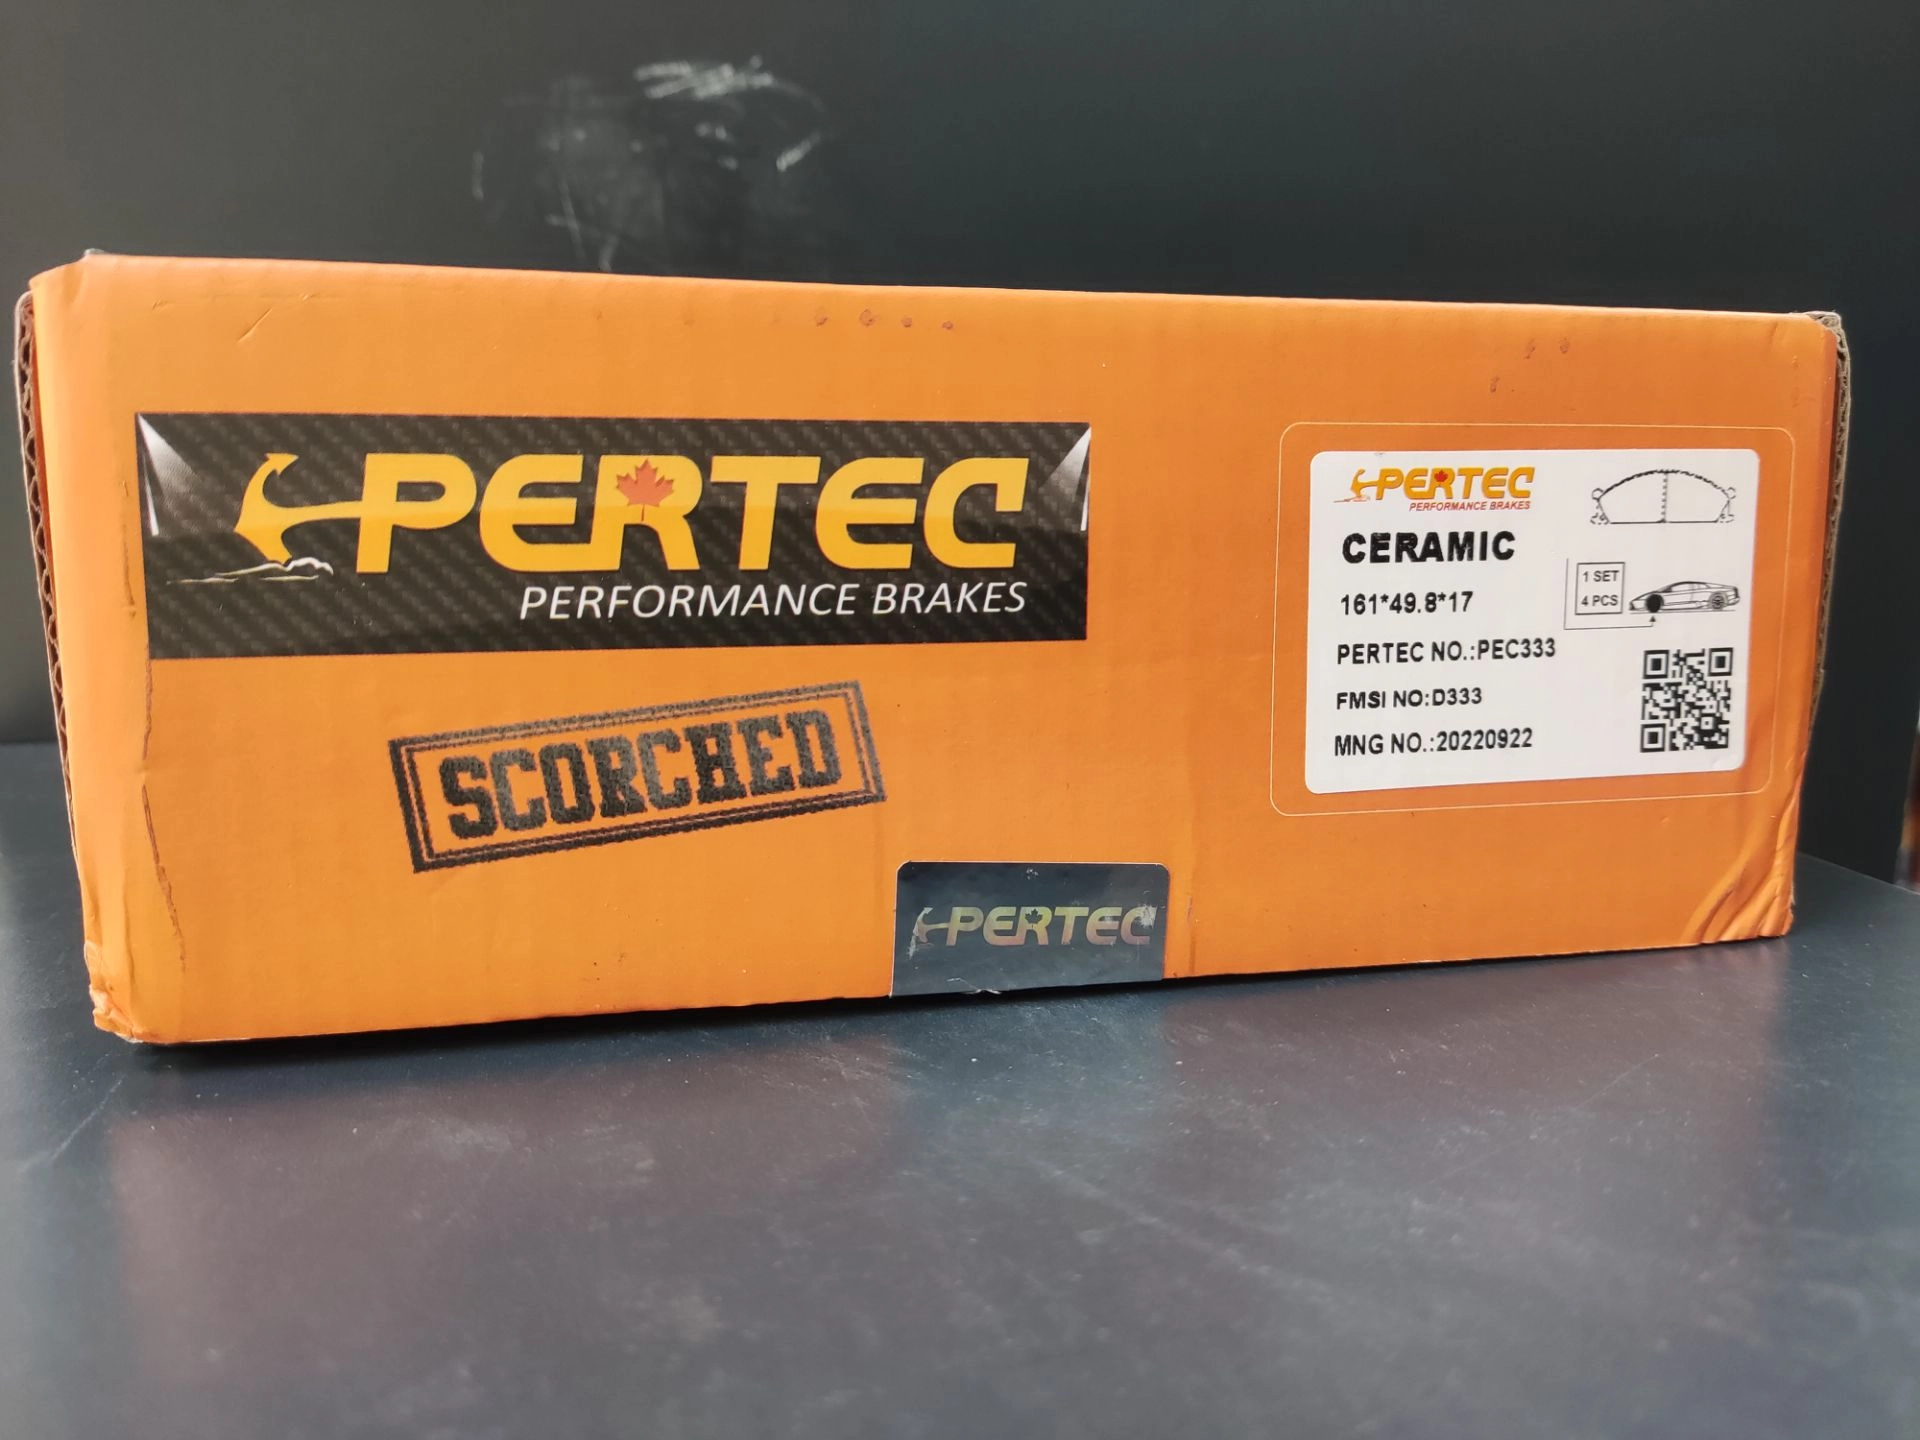 PERTEC
PERFORMANCE BRAKES
SCORCHED
PERTEC
PERTEC
PERFORMANCE BRAKES
CERAMIC
161*49.8*17
1 SET
4 PCS
PERTEC NO.:PEC333
FMSI NO:D333
MNG NO.:20220922